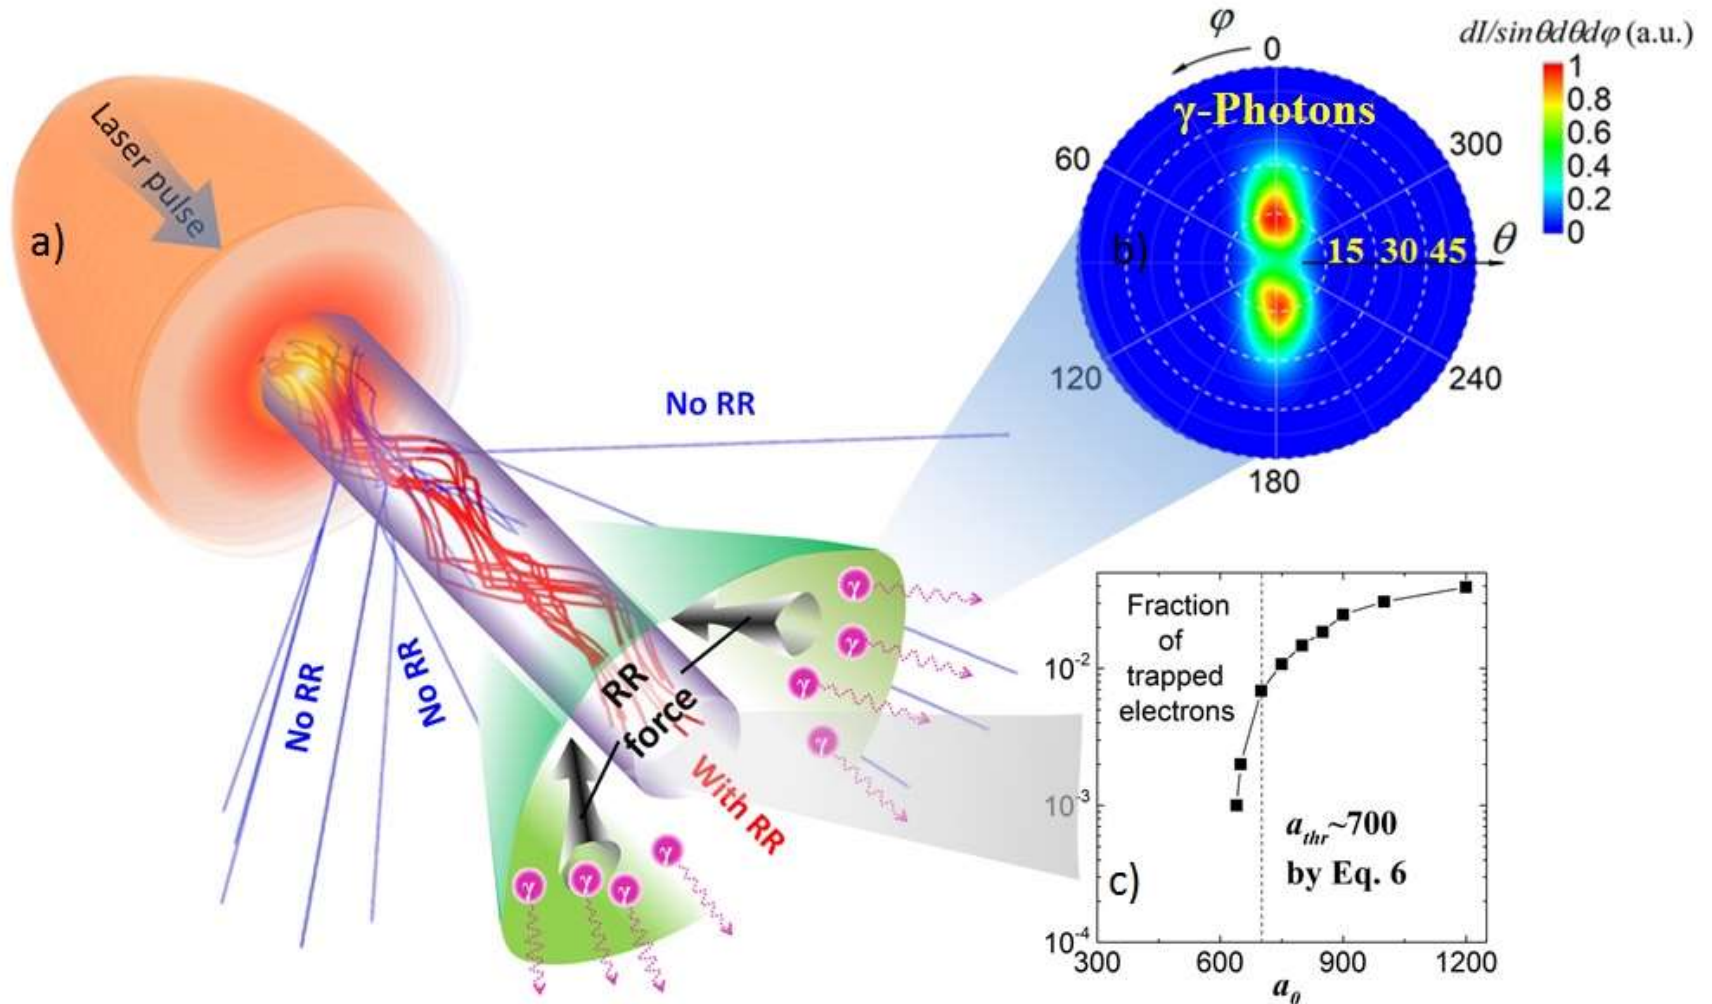 a)
Laser pulse
No RR
No RR
No RR
RR
force
With RR
γ
γ
γ
γ
γ
γ
γ
γ
φ
dI/sinθdθdφ (a.u.)
0
γ-Photons
60
300
b)
15 30 45 θ
120
240
180
1
0.8
0.6
0.4
0.2
0
Fraction
of
trapped
electrons
10⁻²
10⁻³
10⁻⁴
a_thr~700
by Eq. 6
c)
300 600 900 1200
a₀